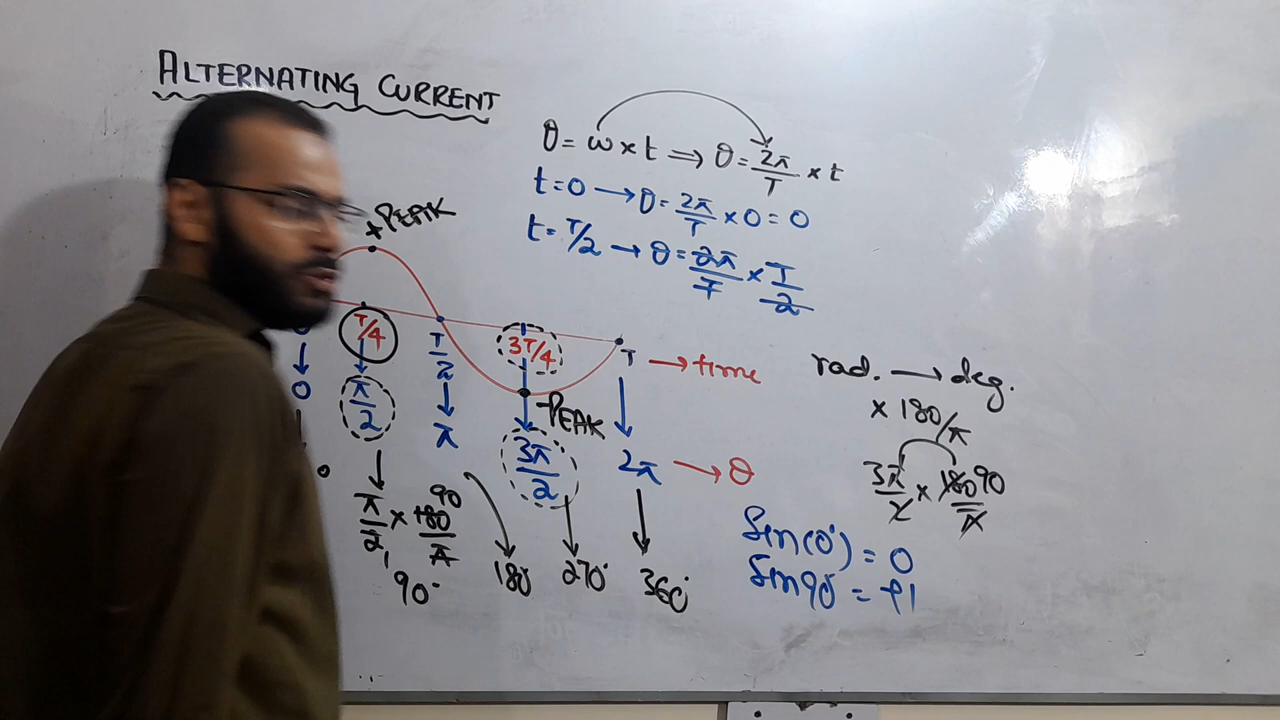 ALTERNATING CURRENT
θ = ω × t ⇒ θ = 2π/T × t
t = 0 → θ = 2π/T × 0 = 0
t = T/2 → θ = 2π/T × T/2
PEAK
T/4 T/2 3T/4 T → time
PEAK
0 π/2 π 3π/2 2π → θ
π/2 × 180/π 90
1
90° 180° 270° 360°
rad. → deg.
× 180/π
3π/2 × 180/π 90
Sin(0°) = 0
Sin90° = +1